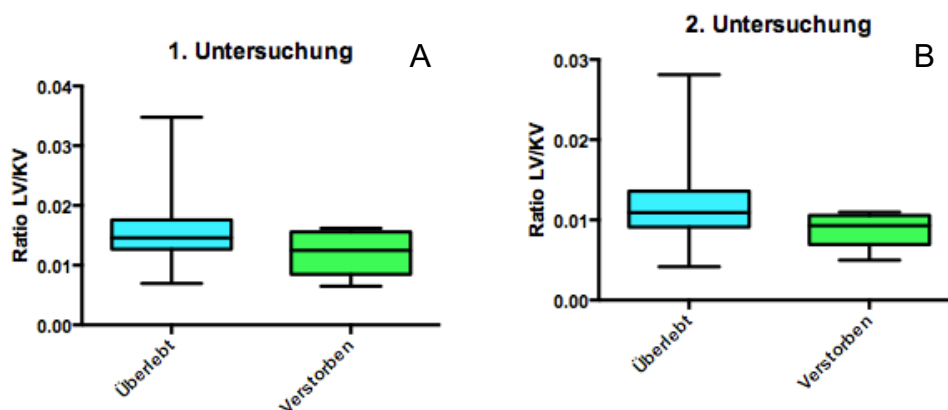 1. Untersuchung
A
Ratio LV/KV
0.04
0.03
0.02
0.01
0.00
Überlebt
Verstorben
2. Untersuchung
B
Ratio LV/KV
0.03
0.02
0.01
0.00
Überlebt
Verstorben